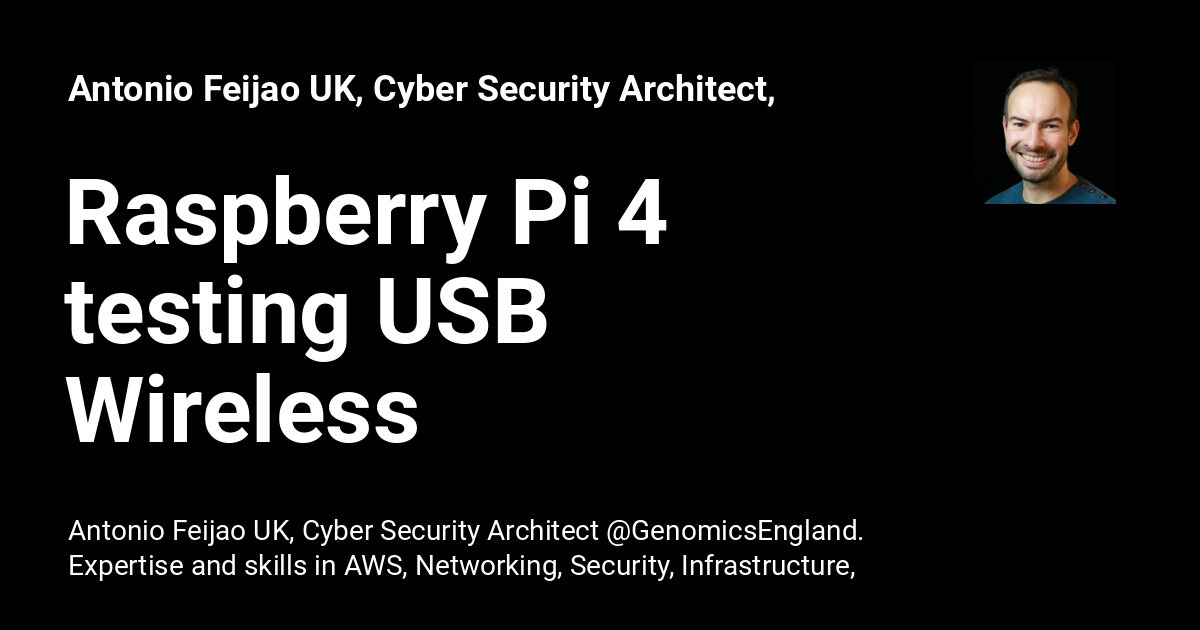 Antonio Feijao UK, Cyber Security Architect,
Raspberry Pi 4
testing USB
Wireless
Antonio Feijao UK, Cyber Security Architect @GenomicsEngland.
Expertise and skills in AWS, Networking, Security, Infrastructure,